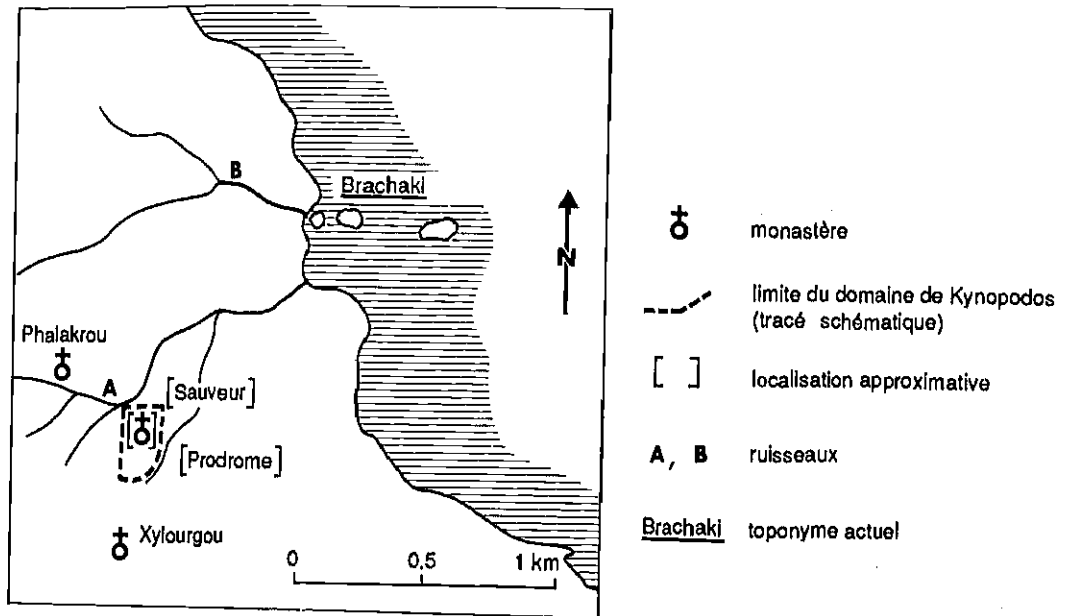 B
Brachaki
N
Phalakrou
A
[Sauveur]
[Prodrome]
Xylourgou
0 0,5 1 km
monastère
limite du domaine de Kynopodos
(tracé schématique)
[ ] localisation approximative
A, B ruisseaux
Brachaki toponyme actuel